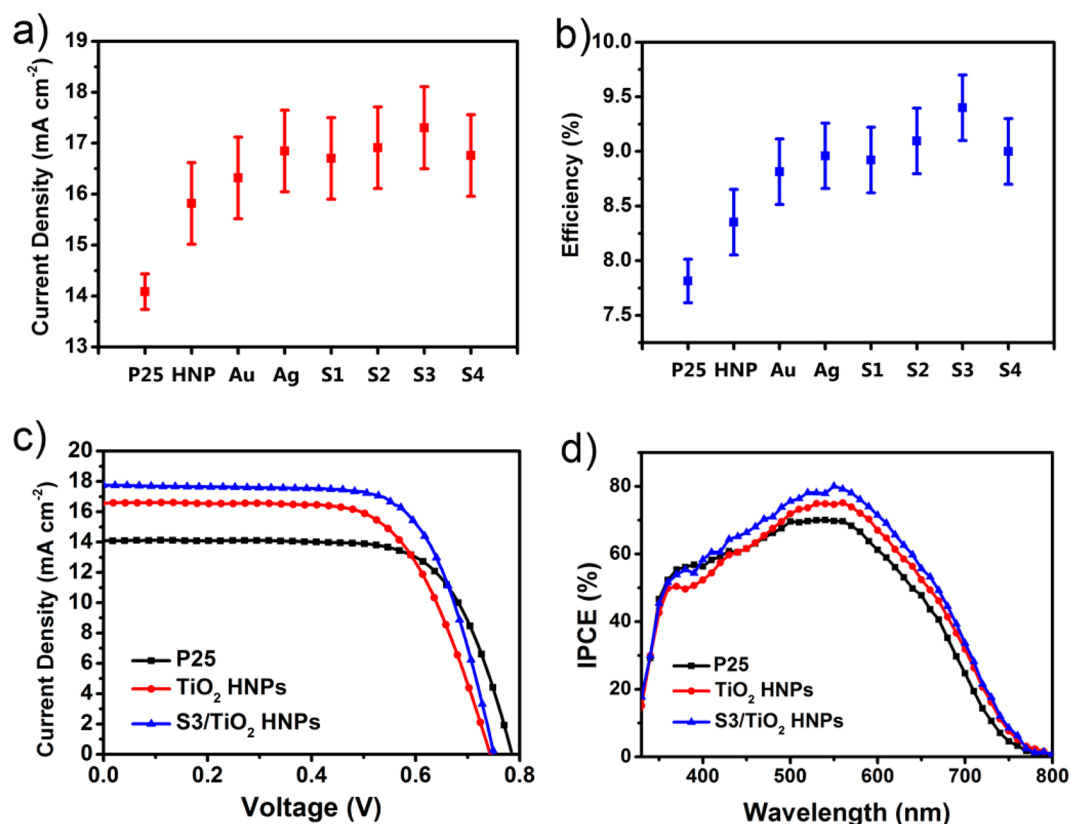 a)
Current Density (mA cm⁻²)
19
18
17
16
15
14
13
P25 HNP Au Ag S1 S2 S3 S4
b)
Efficiency (%)
10.0
9.5
9.0
8.5
8.0
7.5
P25 HNP Au Ag S1 S2 S3 S4
c)
Current Density (mA cm⁻²)
20
18
16
14
12
10
8
6
4
2
0
P25
TiO₂ HNPs
S3/TiO₂ HNPs
0.0 0.2 0.4 0.6 0.8
Voltage (V)
d)
IPCE (%)
80
60
40
20
0
P25
TiO₂ HNPs
S3/TiO₂ HNPs
400 500 600 700 800
Wavelength (nm)